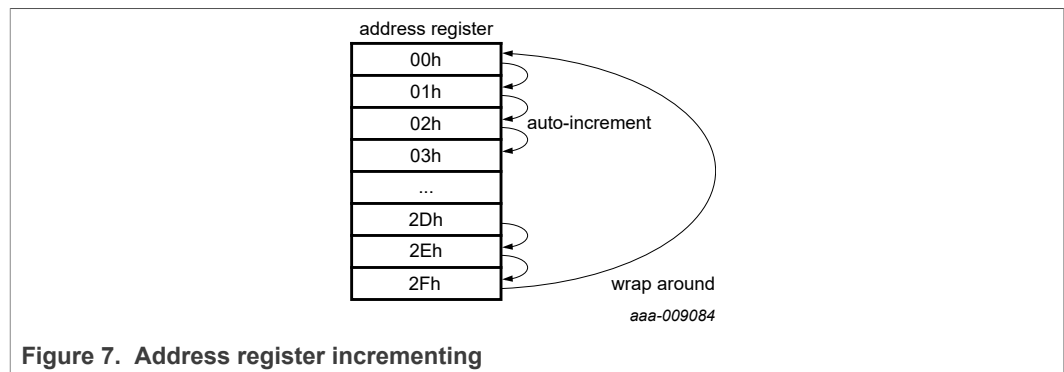 address register
00h
01h
02h
auto-increment
03h
...
2Dh
2Eh
2Fh
wrap around
aaa-009084
Figure 7. Address register incrementing